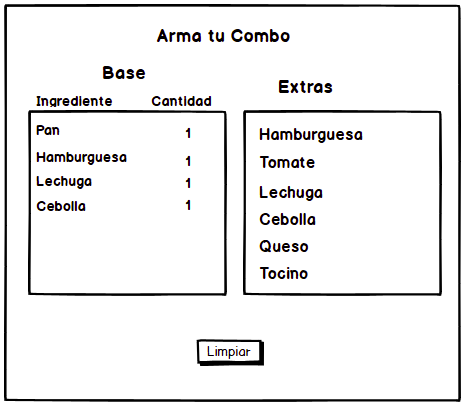 Arma tu Combo
Base
Ingrediente Cantidad
Pan 1
Hamburguesa 1
Lechuga 1
Cebolla 1
Extras
Hamburguesa
Tomate
Lechuga
Cebolla
Queso
Tocino
Limpiar